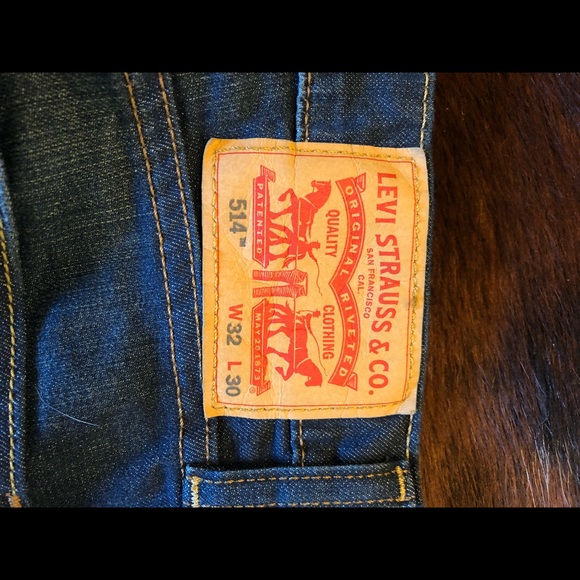 LEVI STRAUSS & CO.
SAN FRANCISCO
CAL.
ORIGINAL RIVETED
QUALITY CLOTHING
PATENTED MAY 20 1873
®
514™ W 32 L 30